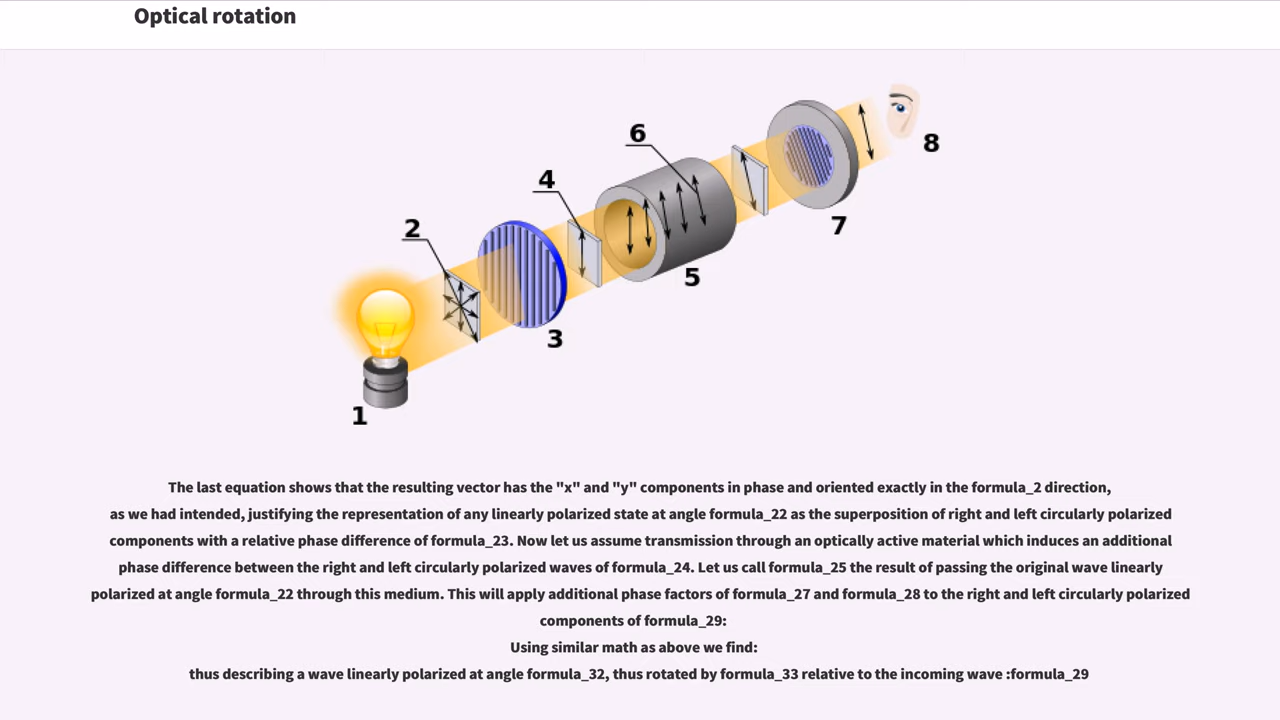 Optical rotation
6
8
4
2
7
5
3
1
The last equation shows that the resulting vector has the "x" and "y" components in phase and oriented exactly in the formula_2 direction,
as we had intended, justifying the representation of any linearly polarized state at angle formula_22 as the superposition of right and left circularly polarized
components with a relative phase difference of formula_23. Now let us assume transmission through an optically active material which induces an additional
phase difference between the right and left circularly polarized waves of formula_24. Let us call formula_25 the result of passing the original wave linearly
polarized at angle formula_22 through this medium. This will apply additional phase factors of formula_27 and formula_28 to the right and left circularly polarized
components of formula_29:
Using similar math as above we find:
thus describing a wave linearly polarized at angle formula_32, thus rotated by formula_33 relative to the incoming wave :formula_29